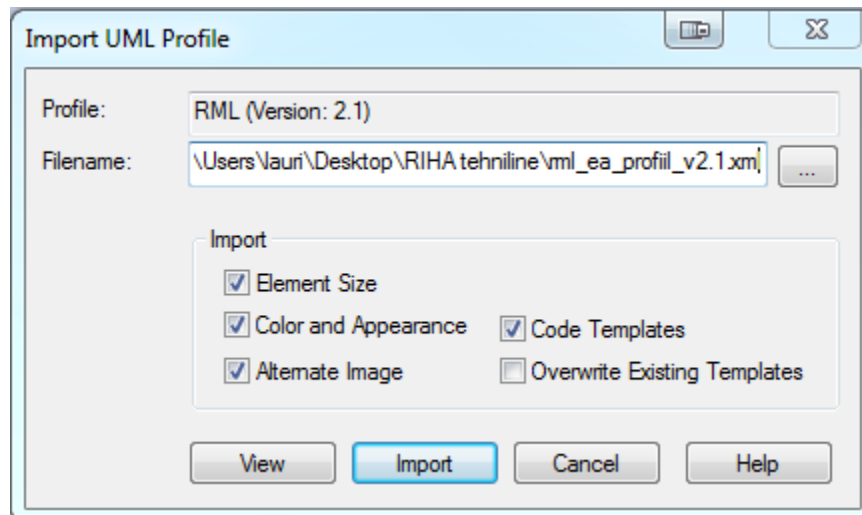 Import UML Profile
Profile: RML (Version: 2.1)
Filename: \Users\lauri\Desktop\RIHA tehniline\rml_ea_profiil_v2.1.xm ...
Import
Element Size
Color and Appearance Code Templates
Alternate Image Overwrite Existing Templates
View Import Cancel Help